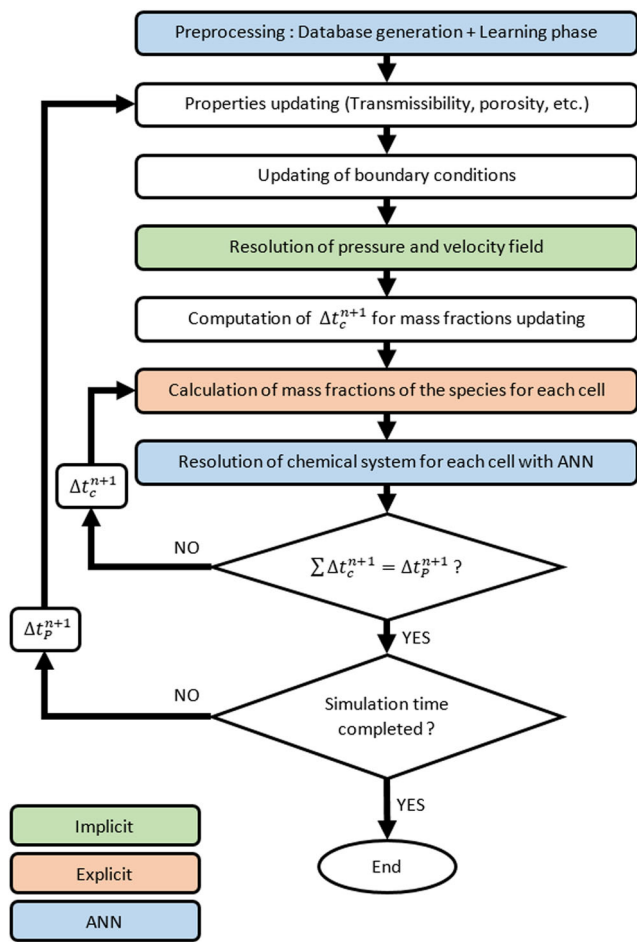 Preprocessing : Database generation + Learning phase
Properties updating (Transmissibility, porosity, etc.)
Updating of boundary conditions
Resolution of pressure and velocity field
Computation of Δt_c^{n+1} for mass fractions updating
Calculation of mass fractions of the species for each cell
Resolution of chemical system for each cell with ANN
Δt_c^{n+1}
NO
∑ Δt_c^{n+1} = Δt_P^{n+1} ?
Δt_P^{n+1}
YES
NO
Simulation time
completed ?
YES
Implicit
End
Explicit
ANN